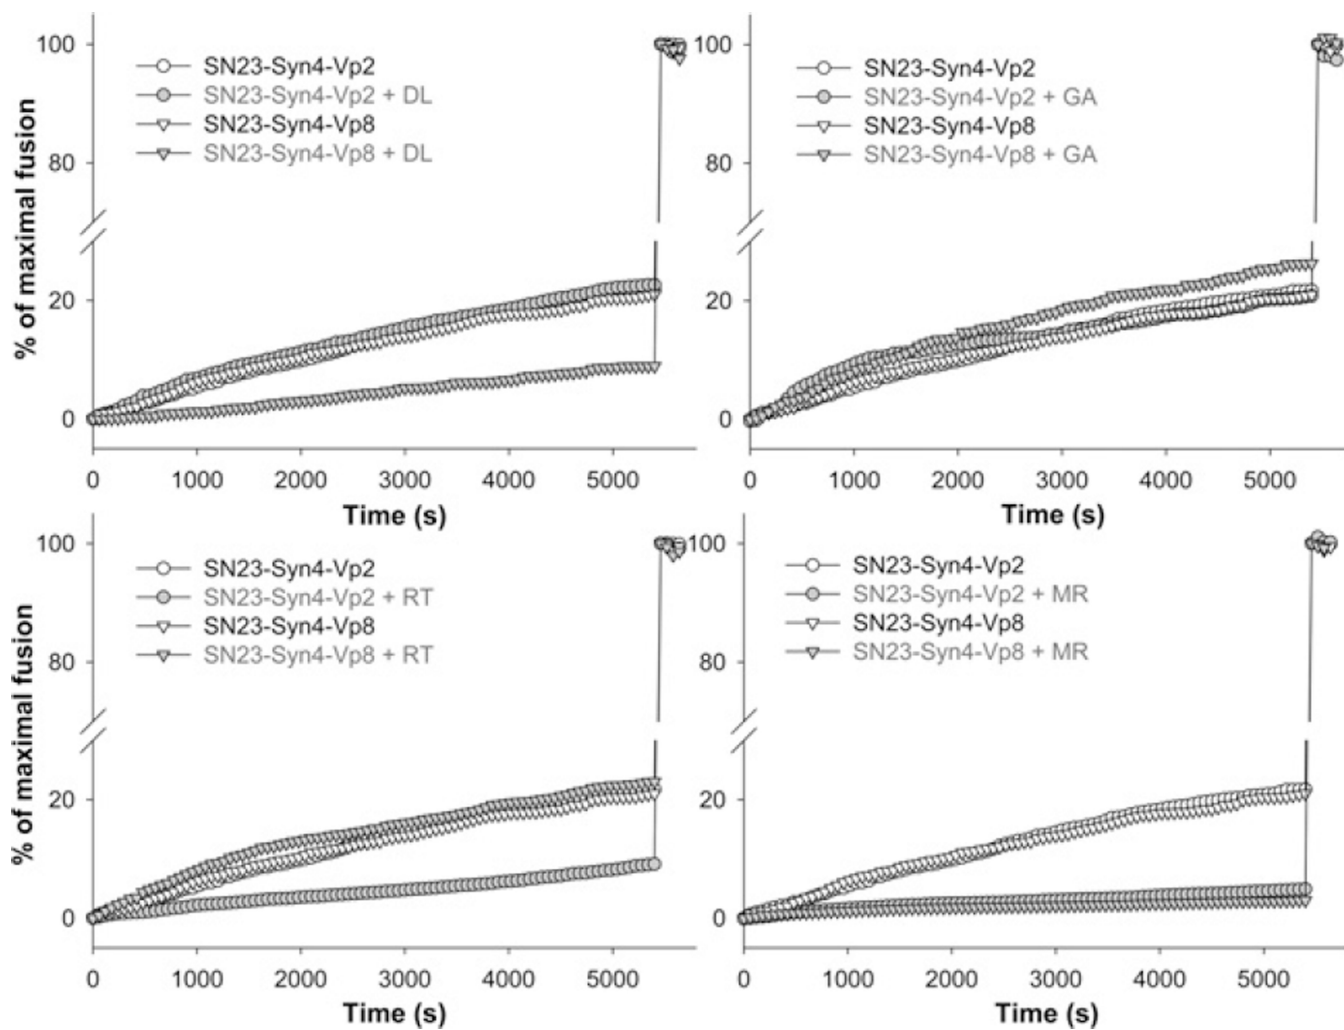 SN23-Syn4-Vp2
SN23-Syn4-Vp2 + DL
SN23-Syn4-Vp8
SN23-Syn4-Vp8 + DL
% of maximal fusion
100
80
20
0
0 1000 2000 3000 4000 5000
Time (s)
SN23-Syn4-Vp2
SN23-Syn4-Vp2 + GA
SN23-Syn4-Vp8
SN23-Syn4-Vp8 + GA
100
80
20
0
0 1000 2000 3000 4000 5000
Time (s)
SN23-Syn4-Vp2
SN23-Syn4-Vp2 + RT
SN23-Syn4-Vp8
SN23-Syn4-Vp8 + RT
% of maximal fusion
100
80
20
0
0 1000 2000 3000 4000 5000
Time (s)
SN23-Syn4-Vp2
SN23-Syn4-Vp2 + MR
SN23-Syn4-Vp8
SN23-Syn4-Vp8 + MR
100
80
20
0
0 1000 2000 3000 4000 5000
Time (s)